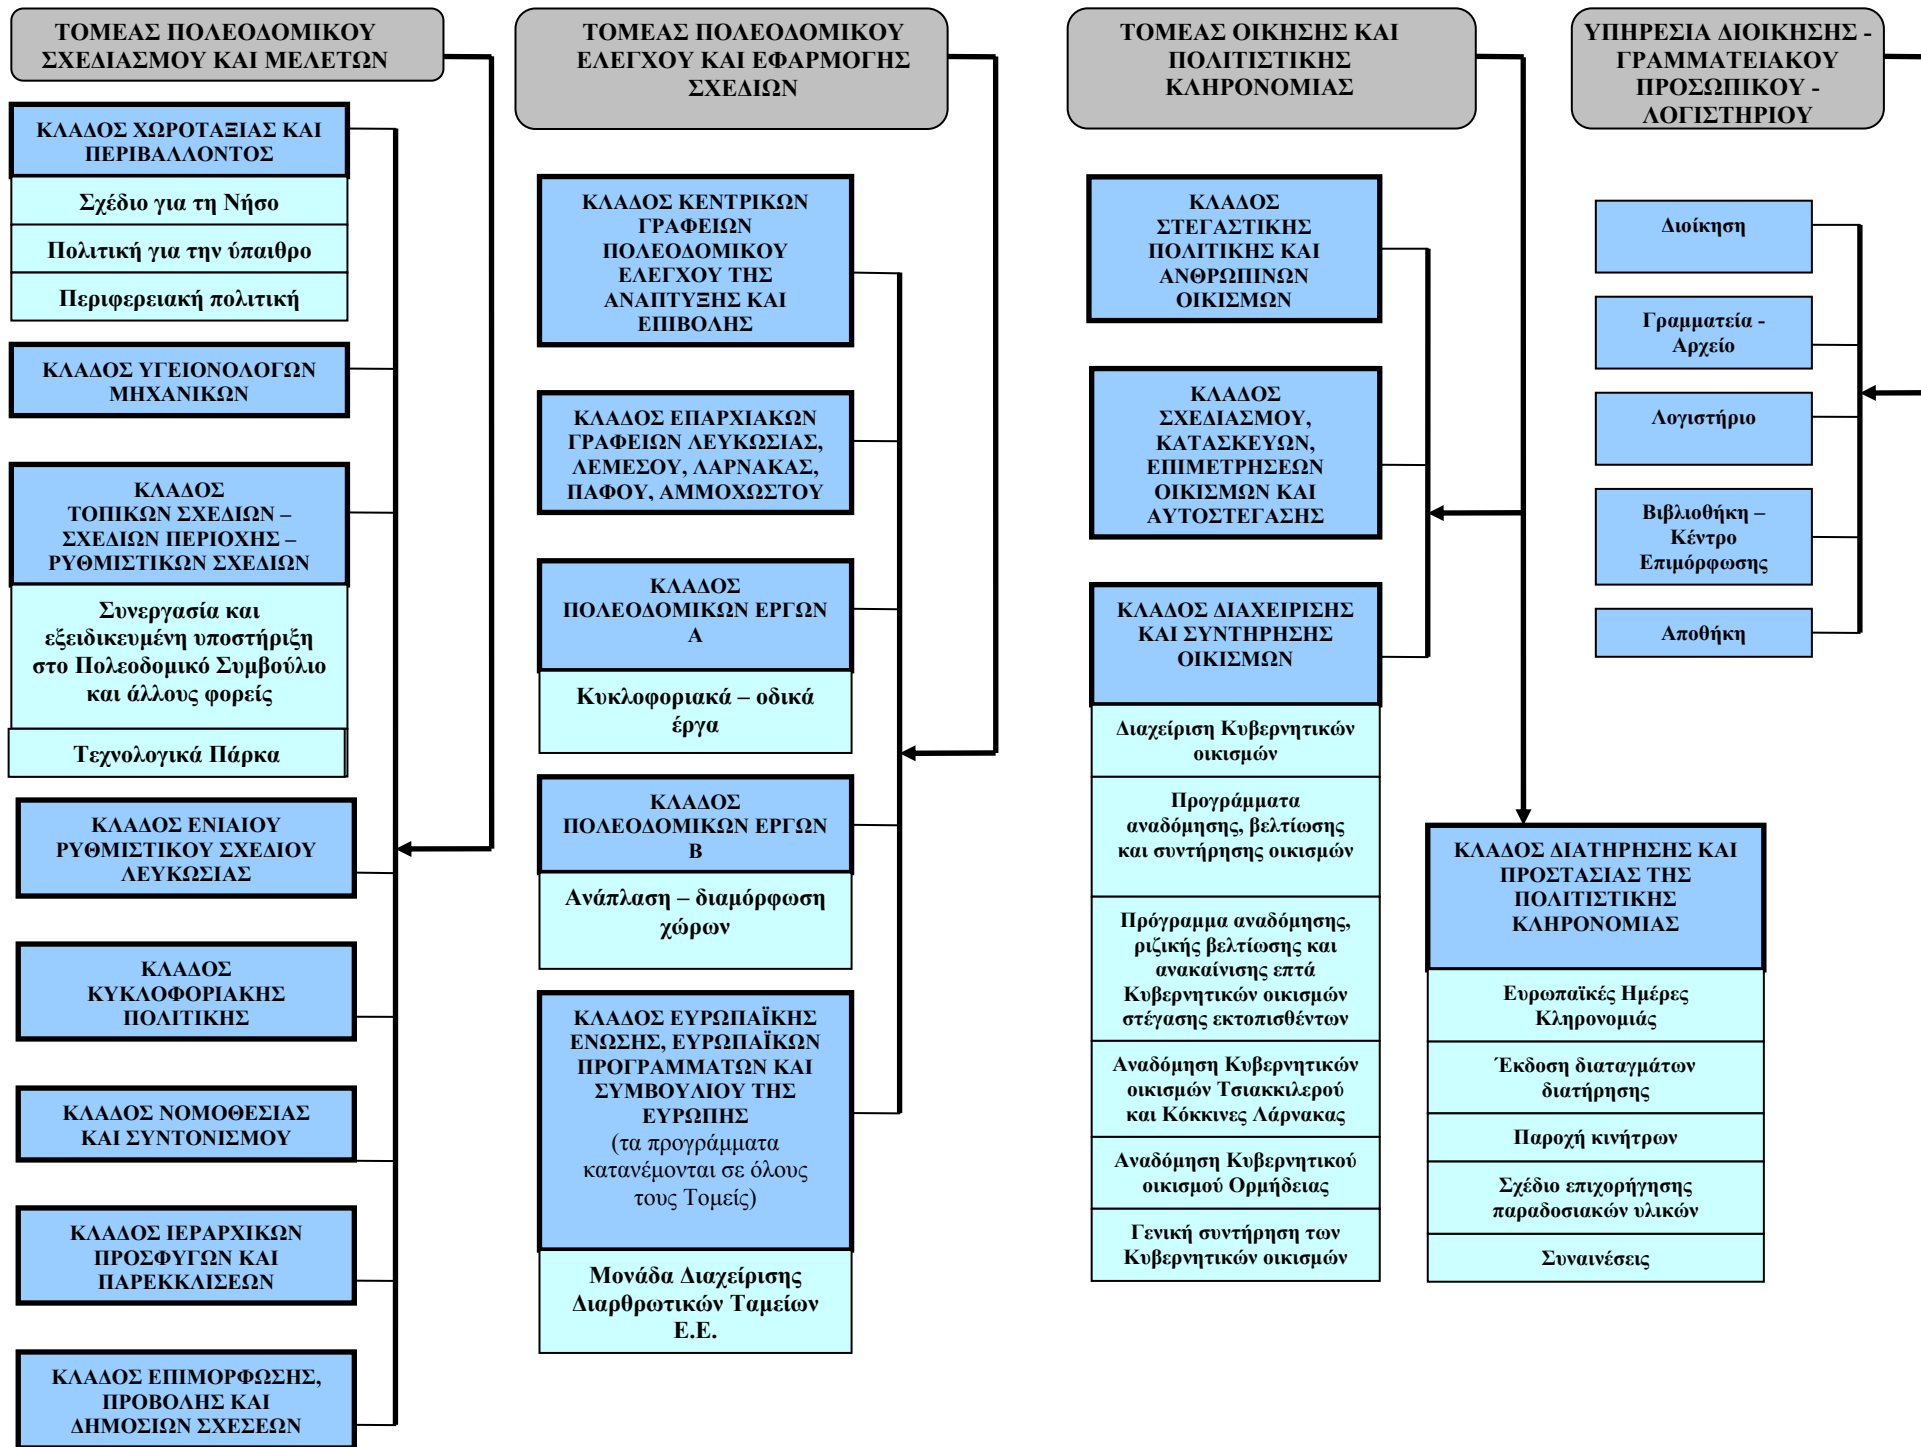 ΤΟΜΕΑΣ ΠΟΛΕΟΔΟΜΙΚΟΥ
ΣΧΕΔΙΑΣΜΟΥ ΚΑΙ ΜΕΛΕΤΩΝ
ΚΛΑΔΟΣ ΧΩΡΟΤΑΞΙΑΣ ΚΑΙ
ΠΕΡΙΒΑΛΛΟΝΤΟΣ
Σχέδιο για τη Νήσο
Πολιτική για την ύπαιθρο
Περιφερειακή πολιτική
ΚΛΑΔΟΣ ΥΓΕΙΟΝΟΛΟΓΩΝ
ΜΗΧΑΝΙΚΩΝ
ΚΛΑΔΟΣ
ΤΟΠΙΚΩΝ ΣΧΕΔΙΩΝ –
ΣΧΕΔΙΩΝ ΠΕΡΙΟΧΗΣ –
ΡΥΘΜΙΣΤΙΚΩΝ ΣΧΕΔΙΩΝ
Συνεργασία και
εξειδικευμένη υποστήριξη
στο Πολεοδομικό Συμβούλιο
και άλλους φορείς
Τεχνολογικά Πάρκα
ΚΛΑΔΟΣ ΕΝΙΑΙΟΥ
ΡΥΘΜΙΣΤΙΚΟΥ ΣΧΕΔΙΟΥ
ΛΕΥΚΩΣΙΑΣ
ΚΛΑΔΟΣ
ΚΥΚΛΟΦΟΡΙΑΚΗΣ
ΠΟΛΙΤΙΚΗΣ
ΚΛΑΔΟΣ ΝΟΜΟΘΕΣΙΑΣ
ΚΑΙ ΣΥΝΤΟΝΙΣΜΟΥ
ΚΛΑΔΟΣ ΙΕΡΑΡΧΙΚΩΝ
ΠΡΟΣΦΥΓΩΝ ΚΑΙ
ΠΑΡΕΚΚΛΙΣΕΩΝ
ΚΛΑΔΟΣ ΕΠΙΜΟΡΦΩΣΗΣ,
ΠΡΟΒΟΛΗΣ ΚΑΙ
ΔΗΜΟΣΙΩΝ ΣΧΕΣΕΩΝ
ΤΟΜΕΑΣ ΠΟΛΕΟΔΟΜΙΚΟΥ
ΕΛΕΓΧΟΥ ΚΑΙ ΕΦΑΡΜΟΓΗΣ
ΣΧΕΔΙΩΝ
ΚΛΑΔΟΣ ΚΕΝΤΡΙΚΩΝ
ΓΡΑΦΕΙΩΝ
ΠΟΛΕΟΔΟΜΙΚΟΥ
ΕΛΕΓΧΟΥ ΤΗΣ
ΑΝΑΠΤΥΞΗΣ ΚΑΙ
ΕΠΙΒΟΛΗΣ
ΚΛΑΔΟΣ ΕΠΑΡΧΙΑΚΩΝ
ΓΡΑΦΕΙΩΝ ΛΕΥΚΩΣΙΑΣ,
ΛΕΜΕΣΟΥ, ΛΑΡΝΑΚΑΣ,
ΠΑΦΟΥ, ΑΜΜΟΧΩΣΤΟΥ
ΚΛΑΔΟΣ
ΠΟΛΕΟΔΟΜΙΚΩΝ ΕΡΓΩΝ
Α
Κυκλοφοριακά – οδικά
έργα
ΚΛΑΔΟΣ
ΠΟΛΕΟΔΟΜΙΚΩΝ ΕΡΓΩΝ
Β
Ανάπλαση – διαμόρφωση
χώρων
ΚΛΑΔΟΣ ΕΥΡΩΠΑΪΚΗΣ
ΕΝΩΣΗΣ, ΕΥΡΩΠΑΪΚΩΝ
ΠΡΟΓΡΑΜΜΑΤΩΝ ΚΑΙ
ΣΥΜΒΟΥΛΙΟΥ ΤΗΣ
ΕΥΡΩΠΗΣ
(τα προγράμματα
κατανέμονται σε όλους
τους Τομείς)
Μονάδα Διαχείρισης
Διαρθρωτικών Ταμείων
Ε.Ε.
ΤΟΜΕΑΣ ΟΙΚΗΣΗΣ ΚΑΙ
ΠΟΛΙΤΙΣΤΙΚΗΣ
ΚΛΗΡΟΝΟΜΙΑΣ
ΚΛΑΔΟΣ
ΣΤΕΓΑΣΤΙΚΗΣ
ΠΟΛΙΤΙΚΗΣ ΚΑΙ
ΑΝΘΡΩΠΙΝΩΝ
ΟΙΚΙΣΜΩΝ
ΚΛΑΔΟΣ
ΣΧΕΔΙΑΣΜΟΥ,
ΚΑΤΑΣΚΕΥΩΝ,
ΕΠΙΜΕΤΡΗΣΕΩΝ
ΟΙΚΙΣΜΩΝ ΚΑΙ
ΑΥΤΟΣΤΕΓΑΣΗΣ
ΚΛΑΔΟΣ ΔΙΑΧΕΙΡΙΣΗΣ
ΚΑΙ ΣΥΝΤΗΡΗΣΗΣ
ΟΙΚΙΣΜΩΝ
Διαχείριση Κυβερνητικών
οικισμών
Προγράμματα
αναδόμησης, βελτίωσης
και συντήρησης οικισμών
Πρόγραμμα αναδόμησης,
ριζικής βελτίωσης και
ανακαίνισης επτά
Κυβερνητικών οικισμών
στέγασης εκτοπισθέντων
Αναδόμηση Κυβερνητικών
οικισμών Τσιακκιλερού
και Κόκκινες Λάρνακας
Αναδόμηση Κυβερνητικού
οικισμού Ορμήδειας
Γενική συντήρηση των
Κυβερνητικών οικισμών
ΚΛΑΔΟΣ ΔΙΑΤΗΡΗΣΗΣ ΚΑΙ
ΠΡΟΣΤΑΣΙΑΣ ΤΗΣ
ΠΟΛΙΤΙΣΤΙΚΗΣ
ΚΛΗΡΟΝΟΜΙΑΣ
Ευρωπαϊκές Ημέρες
Κληρονομιάς
Έκδοση διαταγμάτων
διατήρησης
Παροχή κινήτρων
Σχέδιο επιχορήγησης
παραδοσιακών υλικών
Συναινέσεις
ΥΠΗΡΕΣΙΑ ΔΙΟΙΚΗΣΗΣ -
ΓΡΑΜΜΑΤΕΙΑΚΟΥ
ΠΡΟΣΩΠΙΚΟΥ -
ΛΟΓΙΣΤΗΡΙΟΥ
Διοίκηση
Γραμματεία -
Αρχείο
Λογιστήριο
Βιβλιοθήκη –
Κέντρο
Επιμόρφωσης
Αποθήκη